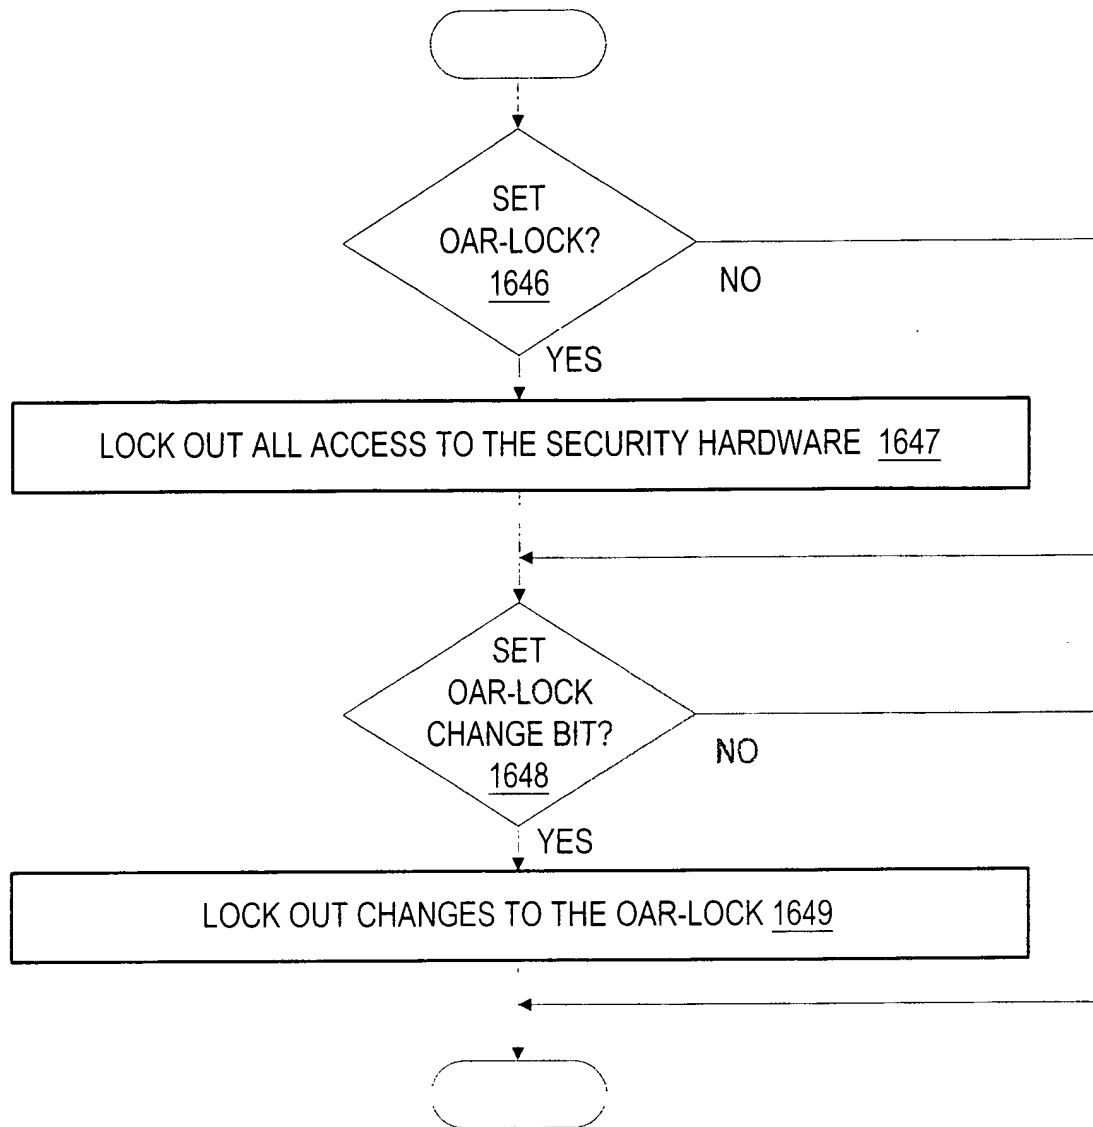 SET
OAR-LOCK?
1646
NO
YES
LOCK OUT ALL ACCESS TO THE SECURITY HARDWARE 1647
SET
OAR-LOCK
CHANGE BIT?
1648
NO
YES
LOCK OUT CHANGES TO THE OAR-LOCK 1649